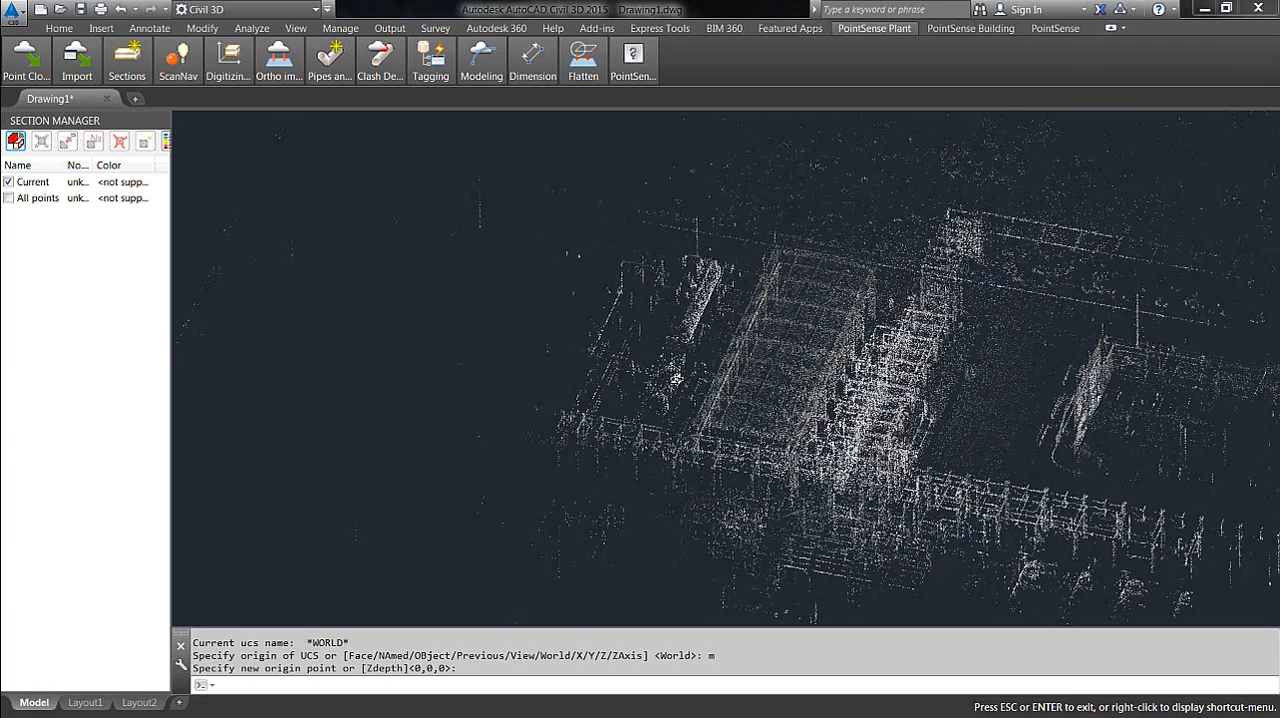 Civil 3D
Autodesk AutoCAD Civil 3D 2015 Drawing1.dwg
Type a keyword or phrase
Sign In
C3D
Home Insert Annotate Modify Analyze View Manage Output Survey Autodesk 360 Help Add-ins Express Tools BIM 360 Featured Apps PointSense Plant PointSense Building PointSense
Point Clo... Import Sections ScanNav Digitizin... Ortho im... Pipes an... Clash De... Tagging Modeling Dimension Flatten PointSen...
Drawing1*
SECTION MANAGER
Name No.... Color
Current unk... <not supp...
All points unk... <not supp...
Current ucs name: *WORLD*
Specify origin of UCS or [Face/NAmed/OBject/Previous/View/World/X/Y/Z/ZAxis] <World>: m
Specify new origin point or [Zdepth]<0,0,0>:
Model Layout1 Layout2
Press ESC or ENTER to exit, or right-click to display shortcut-menu.